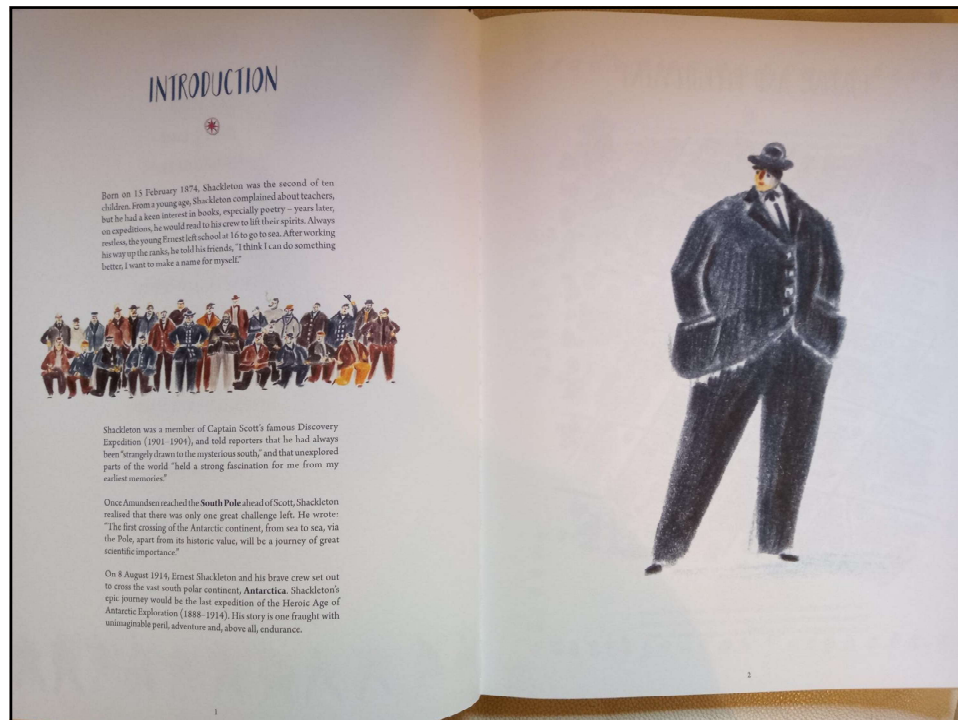 INTRODUCTION
Born on 15 February 1874, Shackleton was the second of ten
children. From a young age, Shackleton complained about teachers,
but he had a keen interest in books, especially poetry – years later,
on expeditions, he would read to his crew to lift their spirits. Always
restless, the young Ernest left school at 16 to go to sea. After working
his way up the ranks, he told his friends, "I think I can do something
better, I want to make a name for myself."
Shackleton was a member of Captain Scott's famous Discovery
Expedition (1901–1904), and told reporters that he had always
been "strangely drawn to the mysterious south," and that unexplored
parts of the world "held a strong fascination for me from my
earliest memories."
Once Amundsen reached the South Pole ahead of Scott, Shackleton
realised that there was only one great challenge left. He wrote:
"The first crossing of the Antarctic continent, from sea to sea, via
the Pole, apart from its historic value, will be a journey of great
scientific importance."
On 8 August 1914, Ernest Shackleton and his brave crew set out
to cross the vast south polar continent, Antarctica. Shackleton's
epic journey would be the last expedition of the Heroic Age of
Antarctic Exploration (1888–1914). His story is one fraught with
unimaginable peril, adventure and, above all, endurance.
1
2